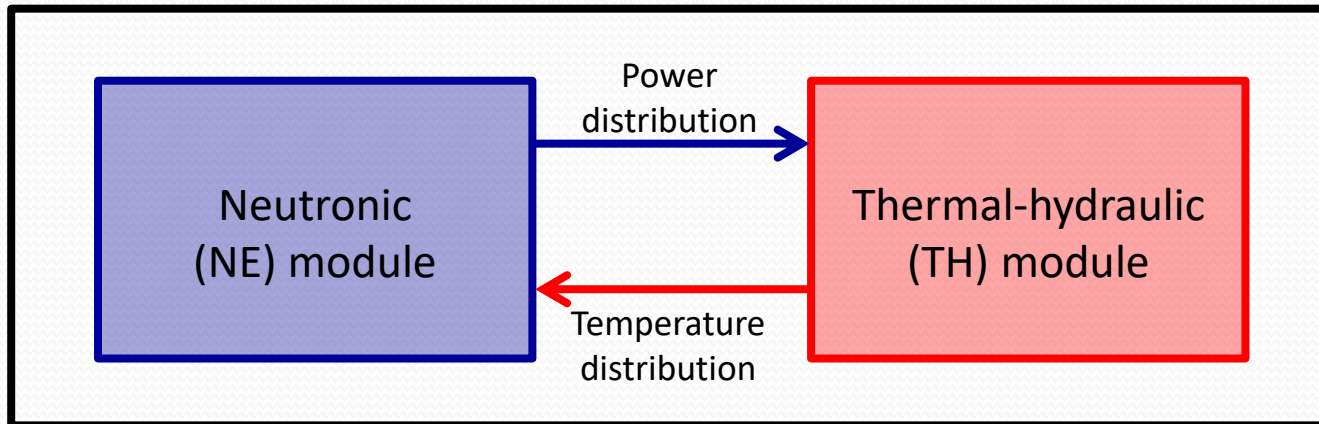 Power
distribution
Neutronic
(NE) module
Thermal-hydraulic
(TH) module
Temperature
distribution